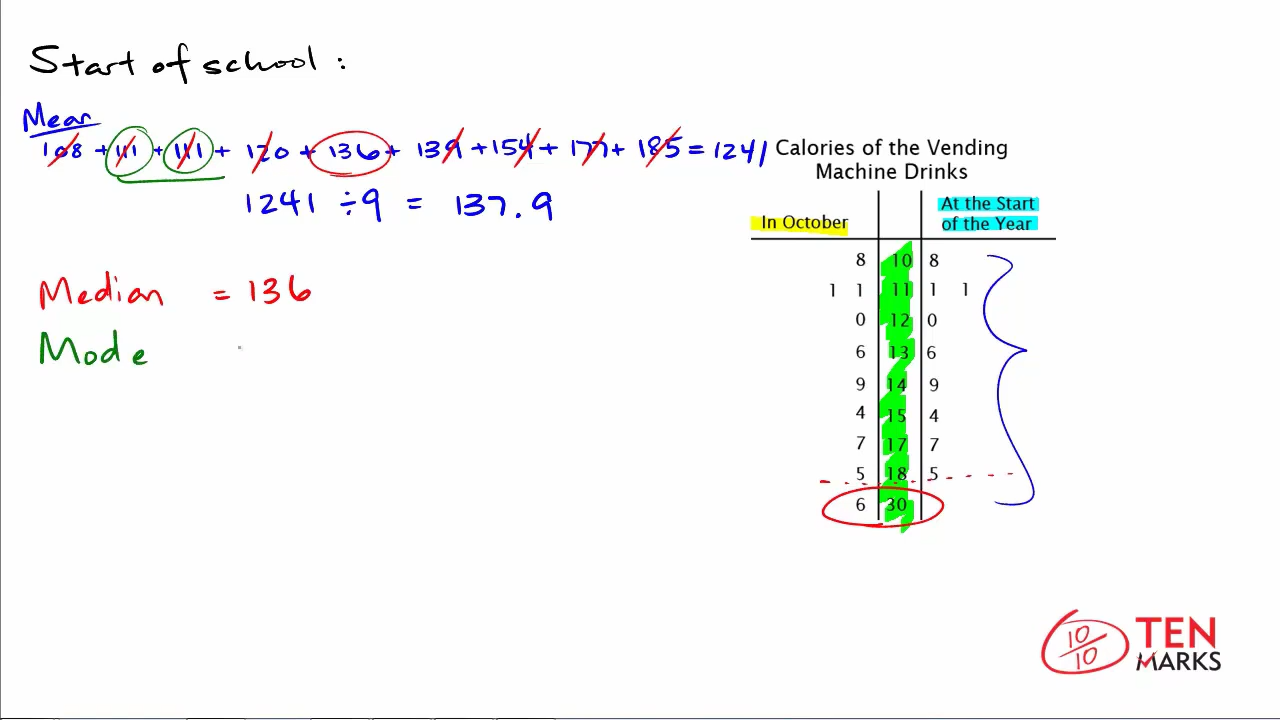 Start of school :
Mean
108 + 111 + 111 + 120 + 136 + 139 + 154 + 177 + 185 = 1241
1241 ÷ 9 = 137.9
Median = 136
Mode
Calories of the Vending
Machine Drinks
In October
At the Start
of the Year
8 10 8
1 1 11 1 1
0 12 0
6 13 6
9 14 9
4 15 4
7 17 7
5 18 5
6 30
10/10
TEN
MARKS